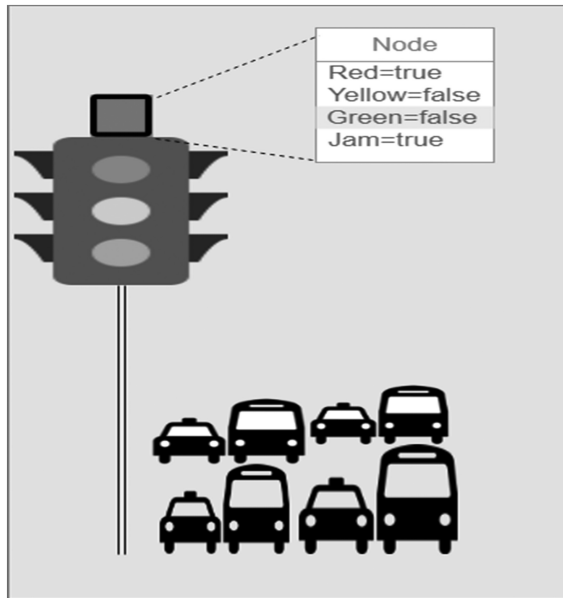 Node
Red=true
Yellow=false
Green=false
Jam=true